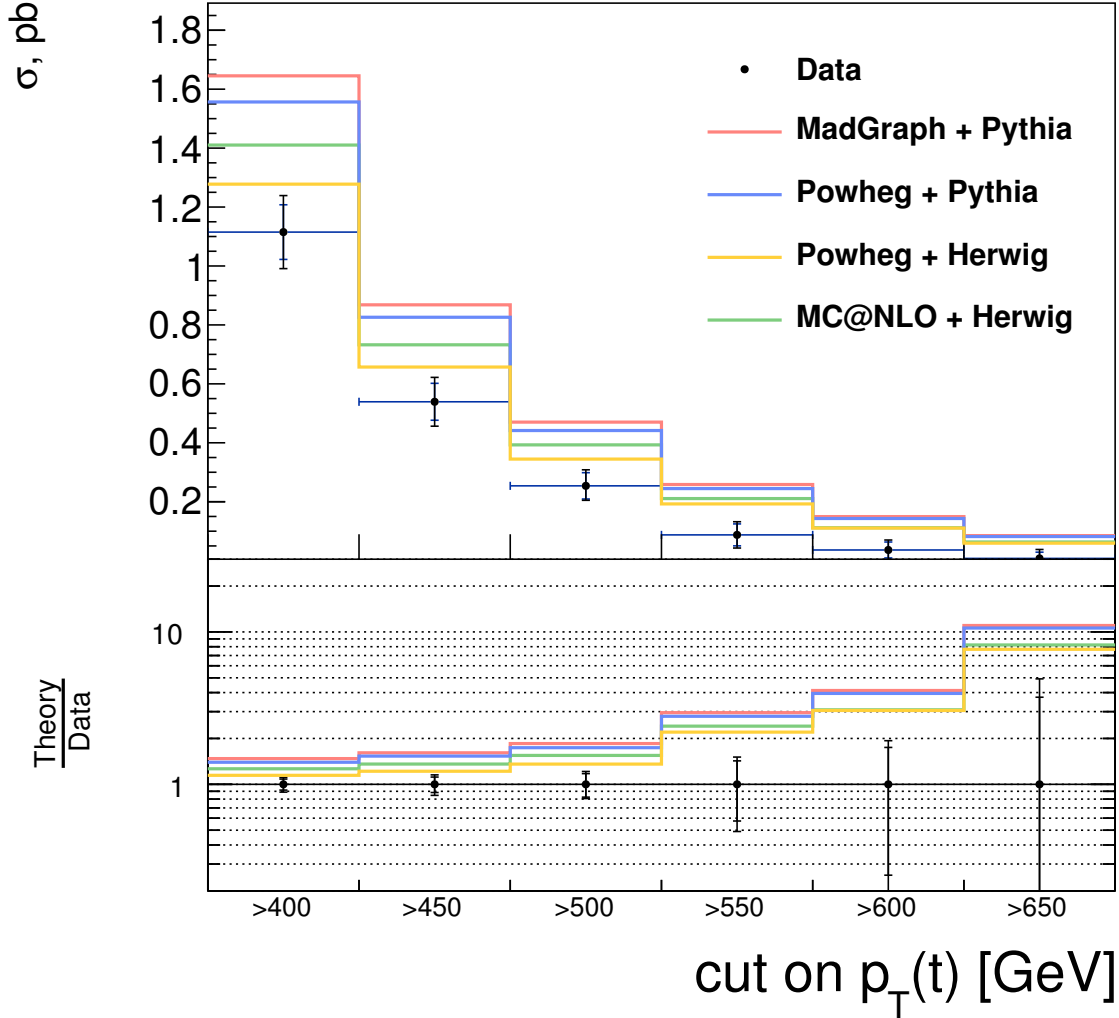 σ, pb
1.8
1.6
1.4
1.2
1
0.8
0.6
0.4
0.2
Data
MadGraph + Pythia
Powheg + Pythia
Powheg + Herwig
MC@NLO + Herwig
Theory
Data
10
1
>400 >450 >500 >550 >600 >650
cut on p_T(t) [GeV]